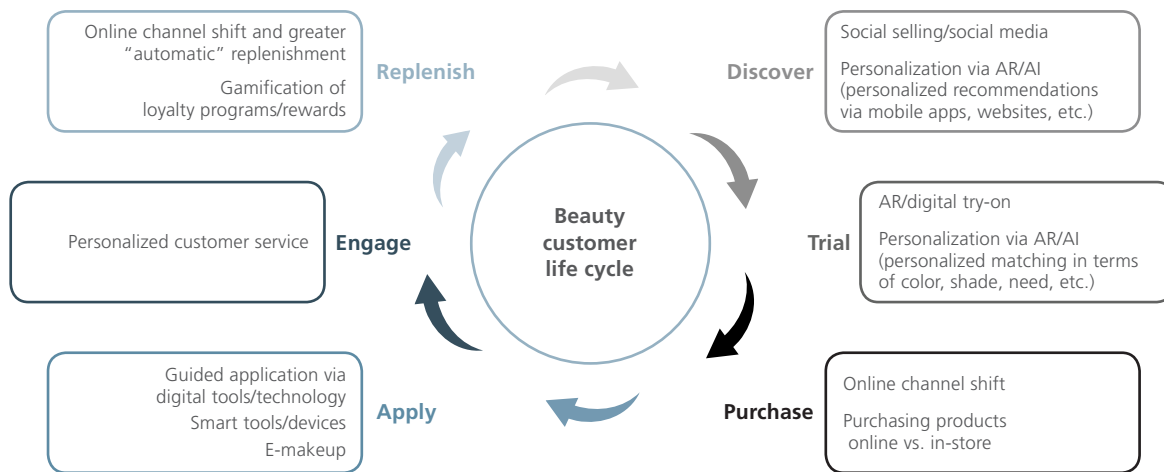 Online channel shift and greater
“automatic” replenishment
Gamification of
loyalty programs/rewards
Replenish
Discover
Social selling/social media
Personalization via AR/AI
(personalized recommendations
via mobile apps, websites, etc.)
Personalized customer service
Engage
Beauty
customer
life cycle
Trial
AR/digital try-on
Personalization via AR/AI
(personalized matching in terms
of color, shade, need, etc.)
Guided application via
digital tools/technology
Smart tools/devices
E-makeup
Apply
Purchase
Online channel shift
Purchasing products
online vs. in-store